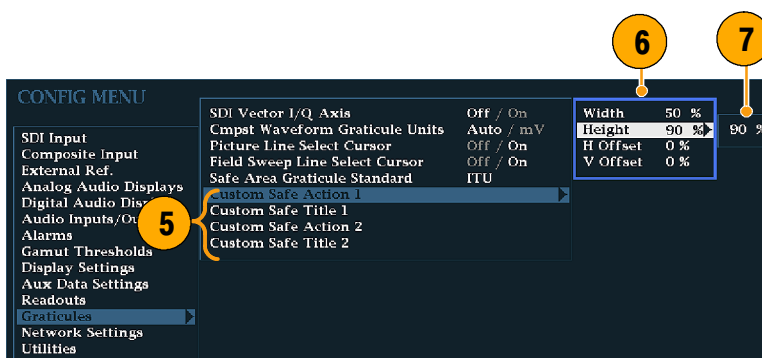 6
7
CONFIG MENU
SDI Input
Composite Input
External Ref.
Analog Audio Displays
Digital Audio
Audio Inputs/
Alarms
Gamut Thresholds
Display Settings
Aux Data Settings
Readouts
Graticules
Network Settings
Utilities
5
SDI Vector I/Q Axis Off / On
Cmpst Waveform Graticule Units Auto / mV
Picture Line Select Cursor Off / On
Field Sweep Line Select Cursor Off / On
Safe Area Graticule Standard ITU
Custom Safe Action 1
Custom Safe Title 1
Custom Safe Action 2
Custom Safe Title 2
Width 50 %
Height 90 %
H Offset 0 %
V Offset 0 %
90 %